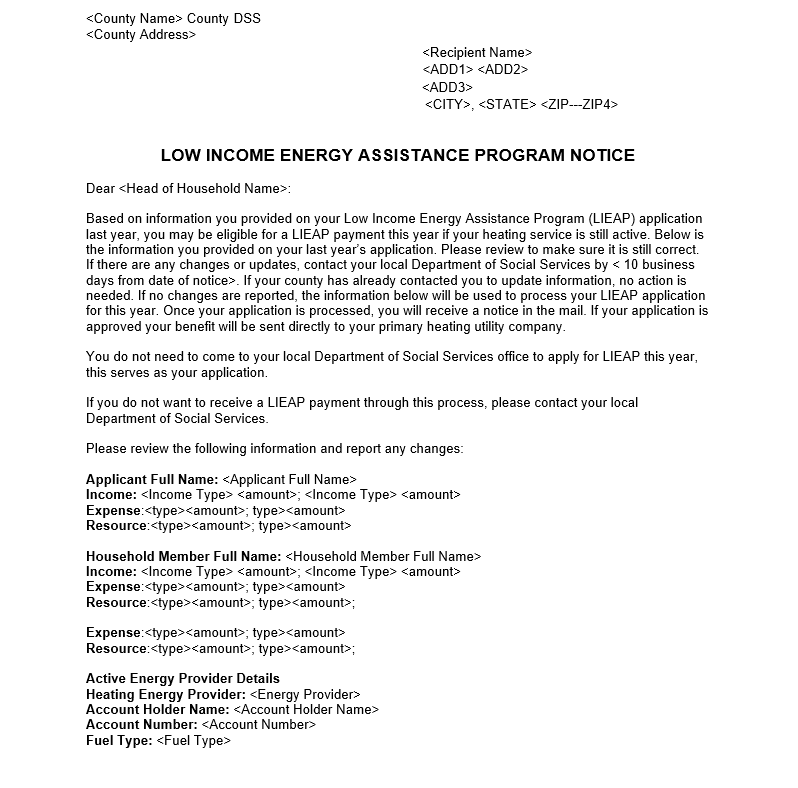 <County Name> County DSS
<County Address>
<Recipient Name>
<ADD1> <ADD2>
<ADD3>
<CITY>, <STATE> <ZIP---ZIP4>
LOW INCOME ENERGY ASSISTANCE PROGRAM NOTICE
Dear <Head of Household Name>:
Based on information you provided on your Low Income Energy Assistance Program (LIEAP) application
last year, you may be eligible for a LIEAP payment this year if your heating service is still active. Below is
the information you provided on your last year’s application. Please review to make sure it is still correct.
If there are any changes or updates, contact your local Department of Social Services by < 10 business
days from date of notice>. If your county has already contacted you to update information, no action is
needed. If no changes are reported, the information below will be used to process your LIEAP application
for this year. Once your application is processed, you will receive a notice in the mail. If your application is
approved your benefit will be sent directly to your primary heating utility company.
You do not need to come to your local Department of Social Services office to apply for LIEAP this year,
this serves as your application.
If you do not want to receive a LIEAP payment through this process, please contact your local
Department of Social Services.
Please review the following information and report any changes:
Applicant Full Name: <Applicant Full Name>
Income: <Income Type> <amount>; <Income Type> <amount>
Expense:<type><amount>; type><amount>
Resource:<type><amount>; type><amount>
Household Member Full Name: <Household Member Full Name>
Income: <Income Type> <amount>; <Income Type> <amount>
Expense:<type><amount>; type><amount>
Resource:<type><amount>; type><amount>;
Expense:<type><amount>; type><amount>
Resource:<type><amount>; type><amount>;
Active Energy Provider Details
Heating Energy Provider: <Energy Provider>
Account Holder Name: <Account Holder Name>
Account Number: <Account Number>
Fuel Type: <Fuel Type>